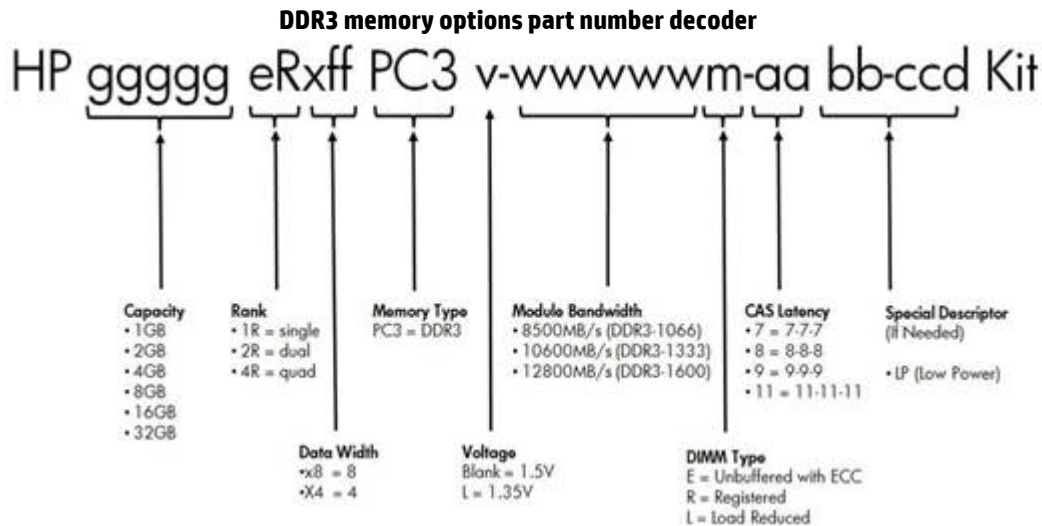 DDR3 memory options part number decoder
HP ggggg eRxff PC3 v-wwwwwm-aa bb-ccd Kit
Capacity
• 1GB
• 2GB
• 4GB
• 8GB
• 16GB
• 32GB
Rank
• 1R = single
• 2R = dual
• 4R = quad
Memory Type
PC3 = DDR3
Module Bandwidth
• 8500MB/s (DDR3-1066)
• 10600MB/s (DDR3-1333)
• 12800MB/s (DDR3-1600)
CAS Latency
• 7 = 7-7-7
• 8 = 8-8-8
• 9 = 9-9-9
• 11 = 11-11-11
Special Descriptor
(If Needed)
• LP (Low Power)
Data Width
•x8 = 8
•X4 = 4
Voltage
Blank = 1.5V
L = 1.35V
DIMM Type
E = Unbuffered with ECC
R = Registered
L = Load Reduced